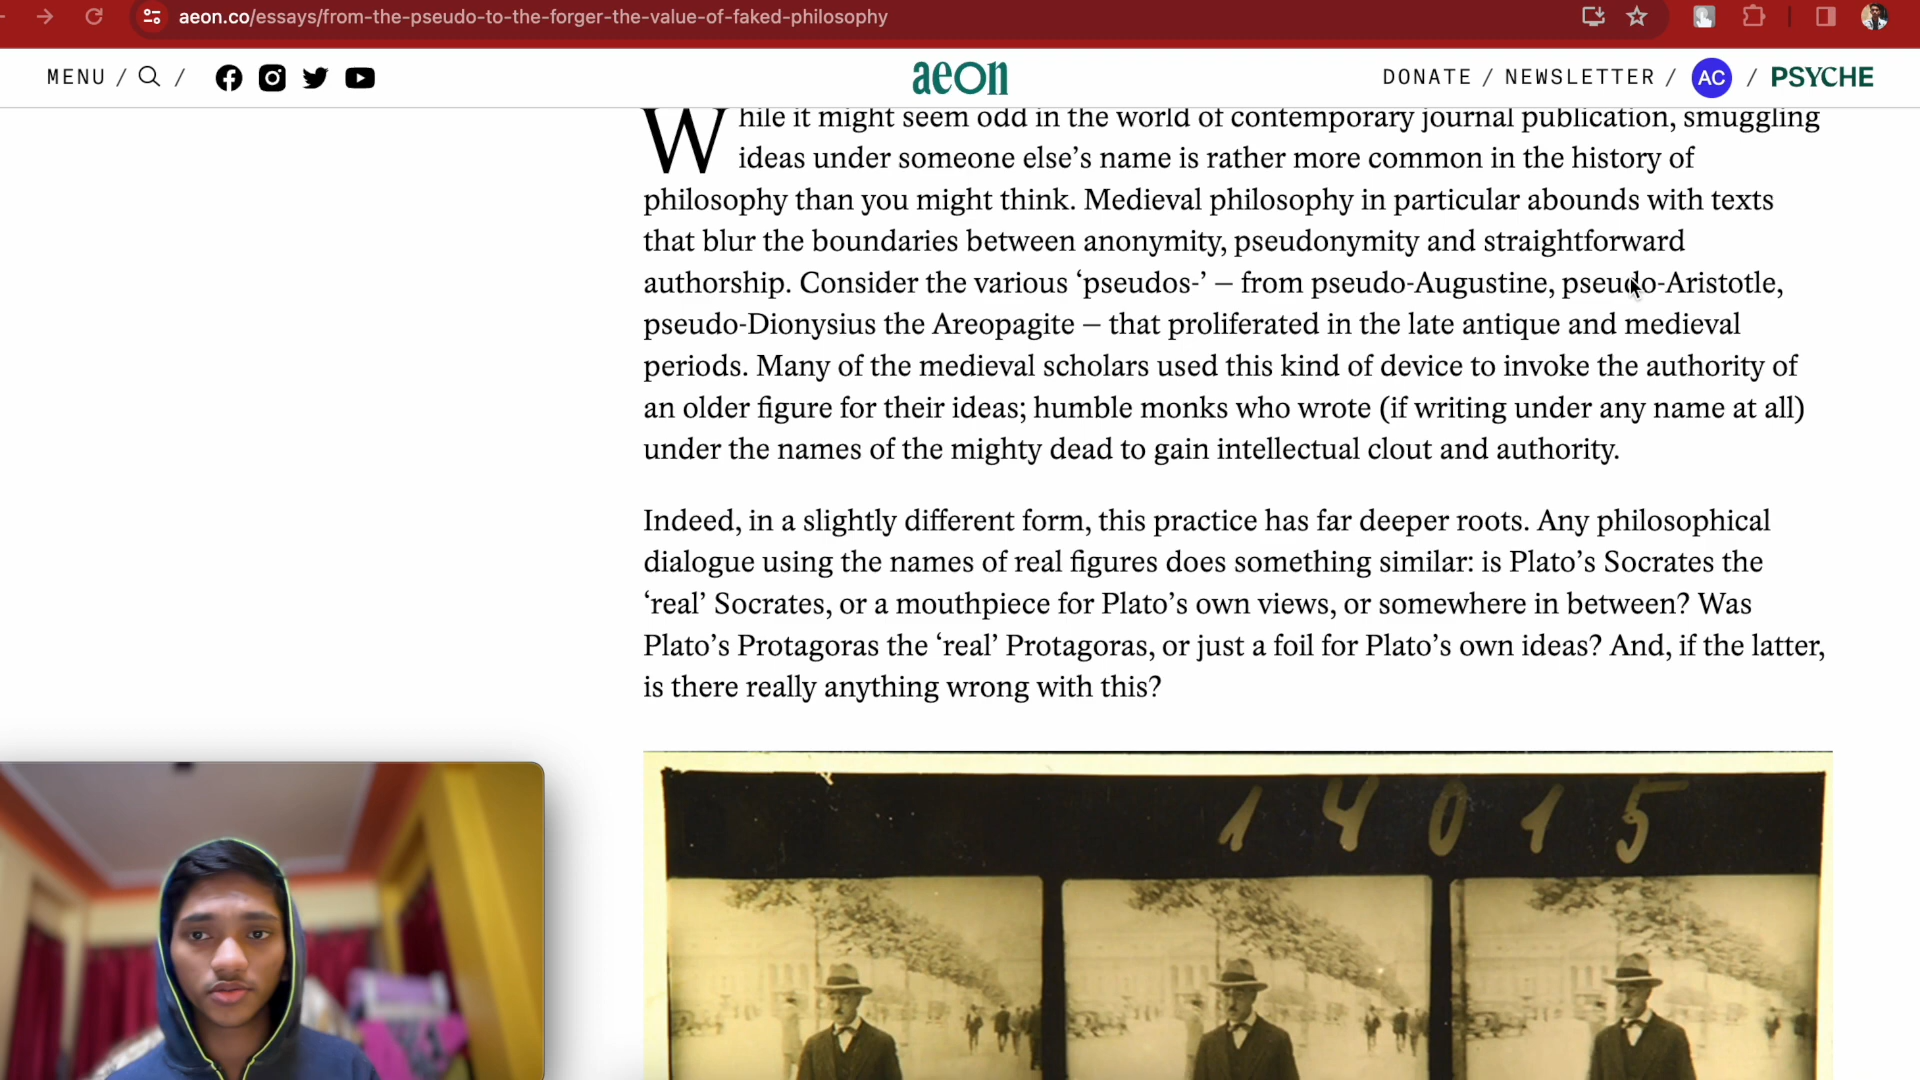 aeon.co/essays/from-the-pseudo-to-the-forger-the-value-of-faked-philosophy
MENU / /
aeon
DONATE / NEWSLETTER / AC / PSYCHE
While it might seem odd in the world of contemporary journal publication, smuggling
ideas under someone else’s name is rather more common in the history of
philosophy than you might think. Medieval philosophy in particular abounds with texts
that blur the boundaries between anonymity, pseudonymity and straightforward
authorship. Consider the various ‘pseudos-’ – from pseudo-Augustine, pseudo-Aristotle,
pseudo-Dionysius the Areopagite – that proliferated in the late antique and medieval
periods. Many of the medieval scholars used this kind of device to invoke the authority of
an older figure for their ideas; humble monks who wrote (if writing under any name at all)
under the names of the mighty dead to gain intellectual clout and authority.
Indeed, in a slightly different form, this practice has far deeper roots. Any philosophical
dialogue using the names of real figures does something similar: is Plato’s Socrates the
‘real’ Socrates, or a mouthpiece for Plato’s own views, or somewhere in between? Was
Plato’s Protagoras the ‘real’ Protagoras, or just a foil for Plato’s own ideas? And, if the latter,
is there really anything wrong with this?
14015